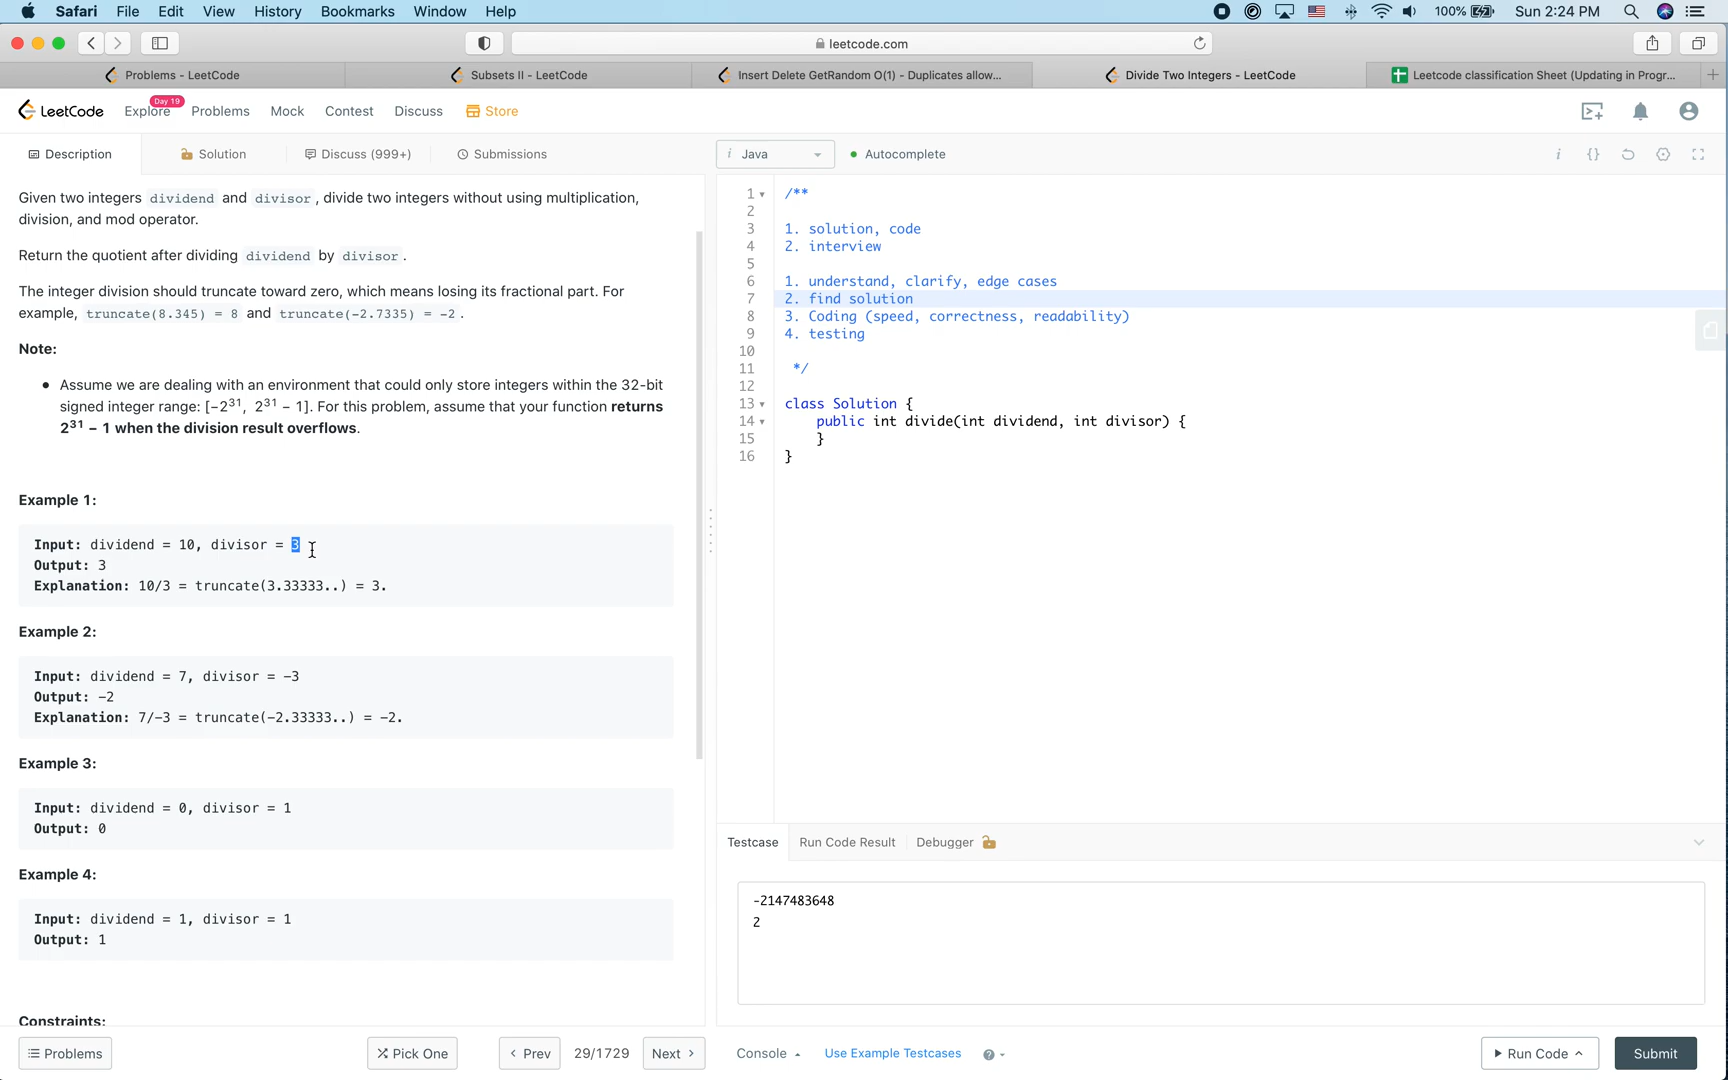 Safari File Edit View History Bookmarks Window Help 100% Sun 2:24 PM
leetcode.com
Problems - LeetCode
Subsets II - LeetCode
Insert Delete GetRandom O(1) - Duplicates allow...
Divide Two Integers - LeetCode
Leetcode classification Sheet (Updating in Progr...
LeetCode Explore Day 19 Problems Mock Contest Discuss Store
Description Solution Discuss (999+) Submissions
i Java Autocomplete
Given two integers dividend and divisor, divide two integers without using multiplication,
division, and mod operator.
Return the quotient after dividing dividend by divisor.
The integer division should truncate toward zero, which means losing its fractional part. For
example, truncate(8.345) = 8 and truncate(-2.7335) = -2.
Note:
• Assume we are dealing with an environment that could only store integers within the 32-bit
signed integer range: [−2³¹, 2³¹ − 1]. For this problem, assume that your function returns
2³¹ − 1 when the division result overflows.
Example 1:
Input: dividend = 10, divisor = 3
Output: 3
Explanation: 10/3 = truncate(3.33333..) = 3.
Example 2:
Input: dividend = 7, divisor = -3
Output: -2
Explanation: 7/-3 = truncate(-2.33333..) = -2.
Example 3:
Input: dividend = 0, divisor = 1
Output: 0
Example 4:
Input: dividend = 1, divisor = 1
Output: 1
Constraints:
1 /**
2
3 1. solution, code
4 2. interview
5
6 1. understand, clarify, edge cases
7 2. find solution
8 3. Coding (speed, correctness, readability)
9 4. testing
10
11 */
12
13 class Solution {
14 public int divide(int dividend, int divisor) {
15 }
16 }
Testcase Run Code Result Debugger
-2147483648
2
Problems Pick One Prev 29/1729 Next Console Use Example Testcases ? Run Code Submit